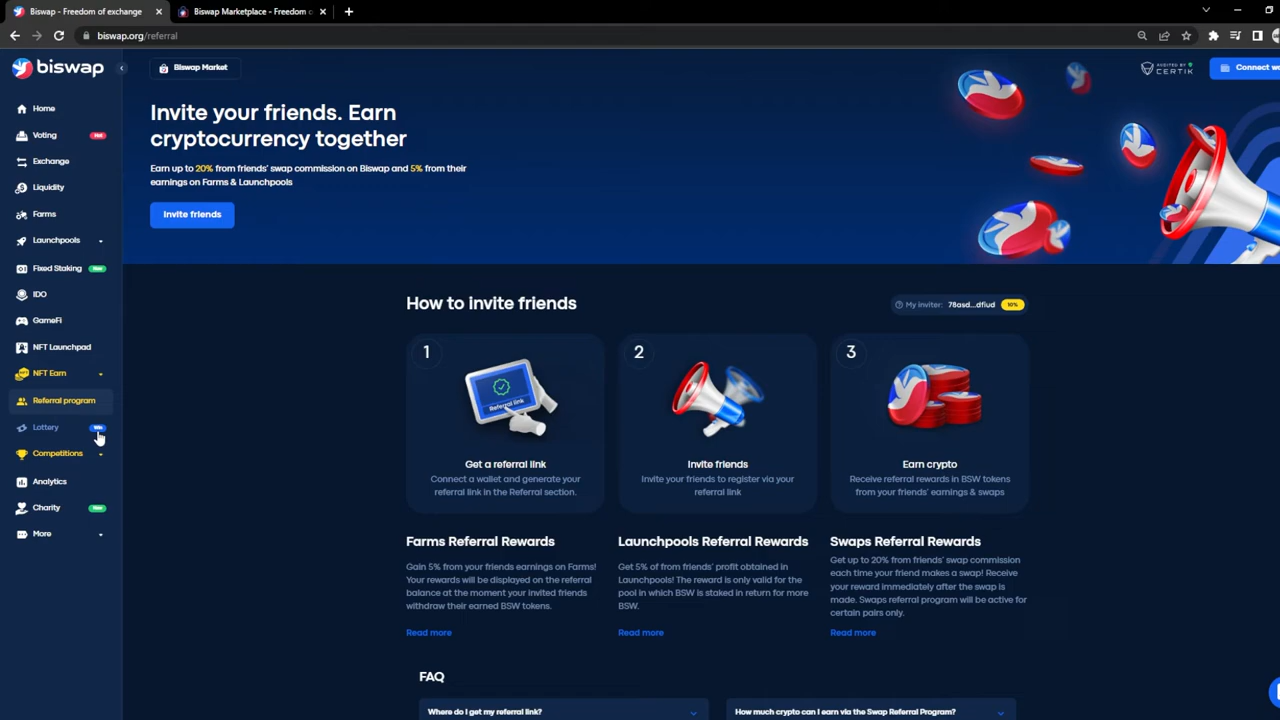 Biswap - Freedom of exchange
Biswap Marketplace - Freedom o
biswap.org/referral
biswap
Biswap Market
AUDITED BY
CERTIK
Connect wa
Home
Voting
Hot
Exchange
Liquidity
Farms
Launchpools
Fixed Staking
New
IDO
GameFi
NFT Launchpad
NFT Earn
Referral program
Lottery
Competitions
Analytics
Charity
New
More
Invite your friends. Earn
cryptocurrency together
Earn up to 20% from friends' swap commission on Biswap and 5% from their
earnings on Farms & Launchpools
Invite friends
How to invite friends
My inviter: 78asd...dfiud 10%
1
Referral link
Get a referral link
Connect a wallet and generate your
referral link in the Referral section.
2
Invite friends
Invite your friends to register via your
referral link
3
Earn crypto
Receive referral rewards in BSW tokens
from your friends' earnings & swaps
Farms Referral Rewards
Gain 5% from your friends earnings on Farms!
Your rewards will be displayed on the referral
balance at the moment your invited friends
withdraw their earned BSW tokens.
Read more
Launchpools Referral Rewards
Get 5% of from friends' profit obtained in
Launchpools! The reward is only valid for the
pool in which BSW is staked in return for more
BSW.
Read more
Swaps Referral Rewards
Get up to 20% from friends' swap commission
each time your friend makes a swap! Receive
your reward immediately after the swap is
made. Swaps referral program will be active for
certain pairs only.
Read more
FAQ
Where do I get my referral link?
How much crypto can I earn via the Swap Referral Program?